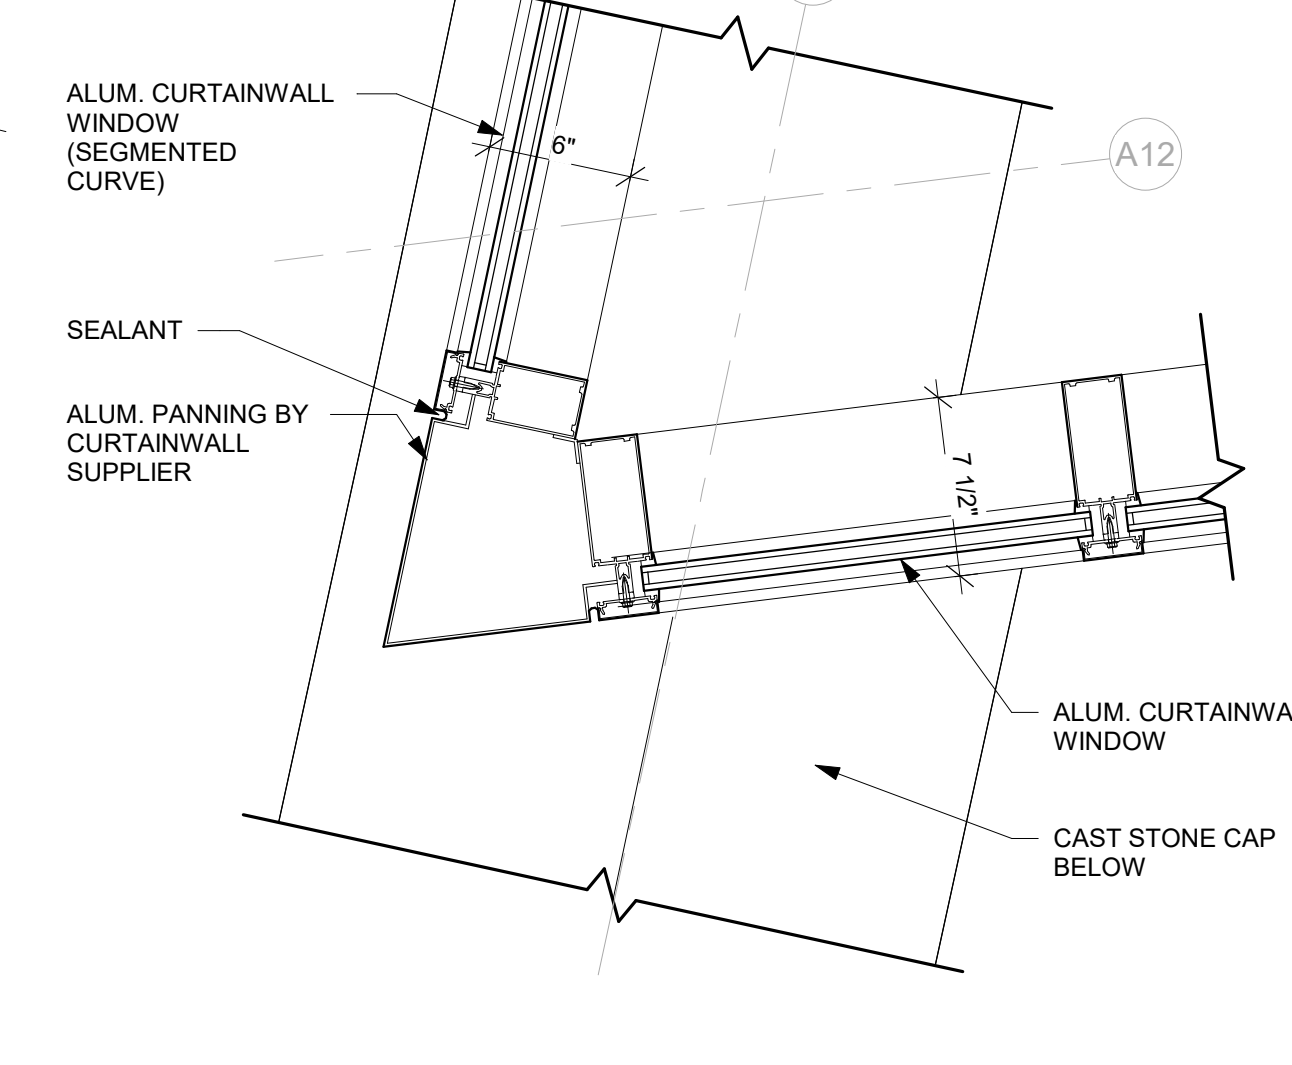 ALUM. CURTAINWALL
WINDOW
(SEGMENTED
CURVE)
6"
A12
SEALANT
ALUM. PANNING BY
CURTAINWALL
SUPPLIER
7 1/2"
ALUM. CURTAINWA
WINDOW
CAST STONE CAP
BELOW